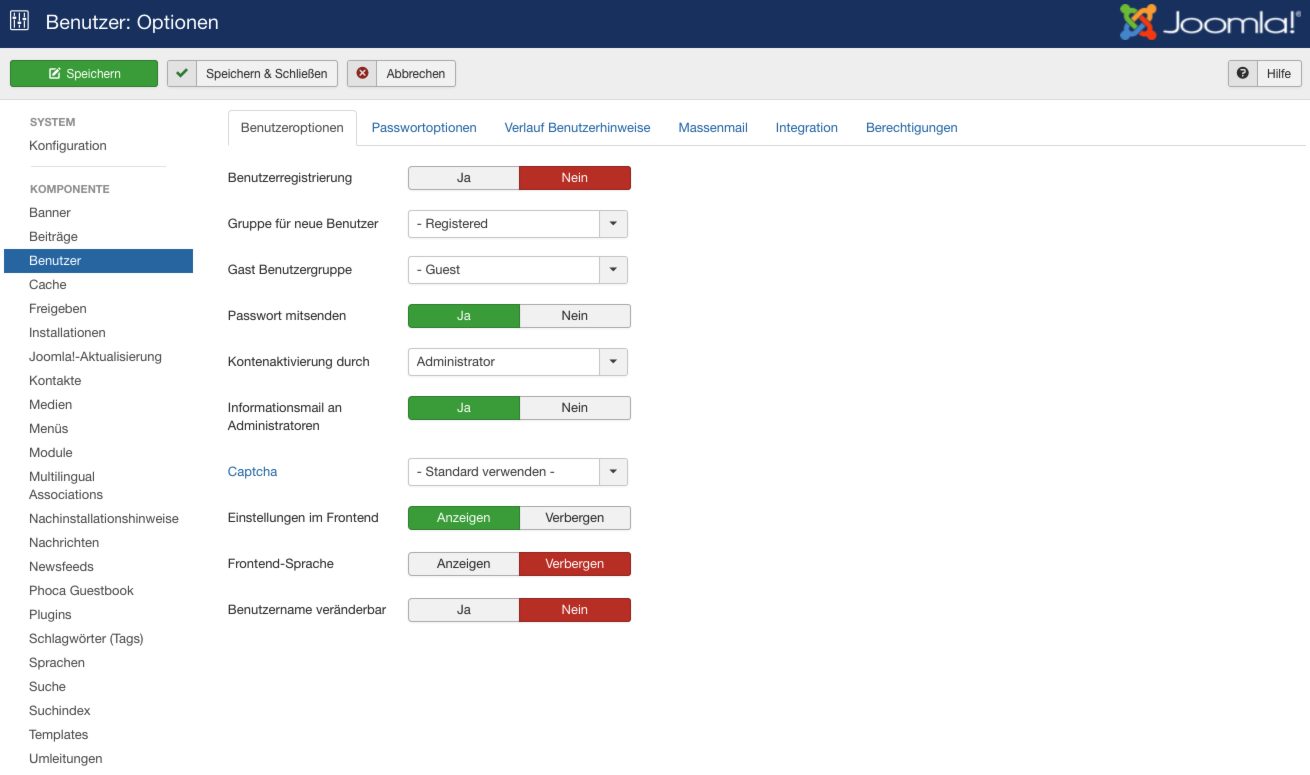 Benutzer: Optionen
Joomla!®
Speichern
Speichern & Schließen
Abbrechen
Hilfe
SYSTEM
Konfiguration
KOMPONENTE
Banner
Beiträge
Benutzer
Cache
Freigeben
Installationen
Joomla!-Aktualisierung
Kontakte
Medien
Menüs
Module
Multilingual
Associations
Nachinstallationshinweise
Nachrichten
Newsfeeds
Phoca Guestbook
Plugins
Schlagwörter (Tags)
Sprachen
Suche
Suchindex
Templates
Umleitungen
Benutzeroptionen Passwortoptionen Verlauf Benutzerhinweise Massenmail Integration Berechtigungen
Benutzerregistrierung Ja Nein
Gruppe für neue Benutzer - Registered
Gast Benutzergruppe - Guest
Passwort mitsenden Ja Nein
Kontenaktivierung durch Administrator
Informationsmail an Ja Nein
Administratoren
Captcha - Standard verwenden -
Einstellungen im Frontend Anzeigen Verbergen
Frontend-Sprache Anzeigen Verbergen
Benutzername veränderbar Ja Nein